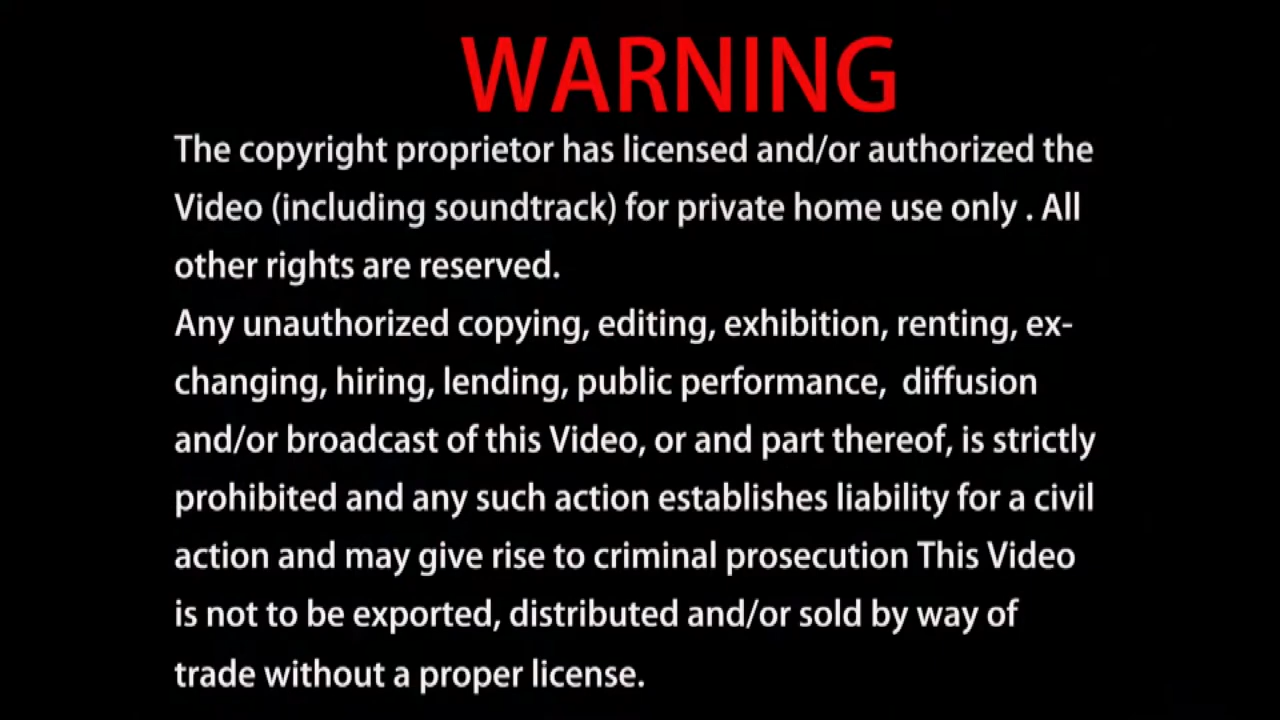 WARNING
The copyright proprietor has licensed and/or authorized the
Video (including soundtrack) for private home use only . All
other rights are reserved.
Any unauthorized copying, editing, exhibition, renting, ex-
changing, hiring, lending, public performance,  diffusion
and/or broadcast of this Video, or and part thereof, is strictly
prohibited and any such action establishes liability for a civil
action and may give rise to criminal prosecution This Video
is not to be exported, distributed and/or sold by way of
trade without a proper license.